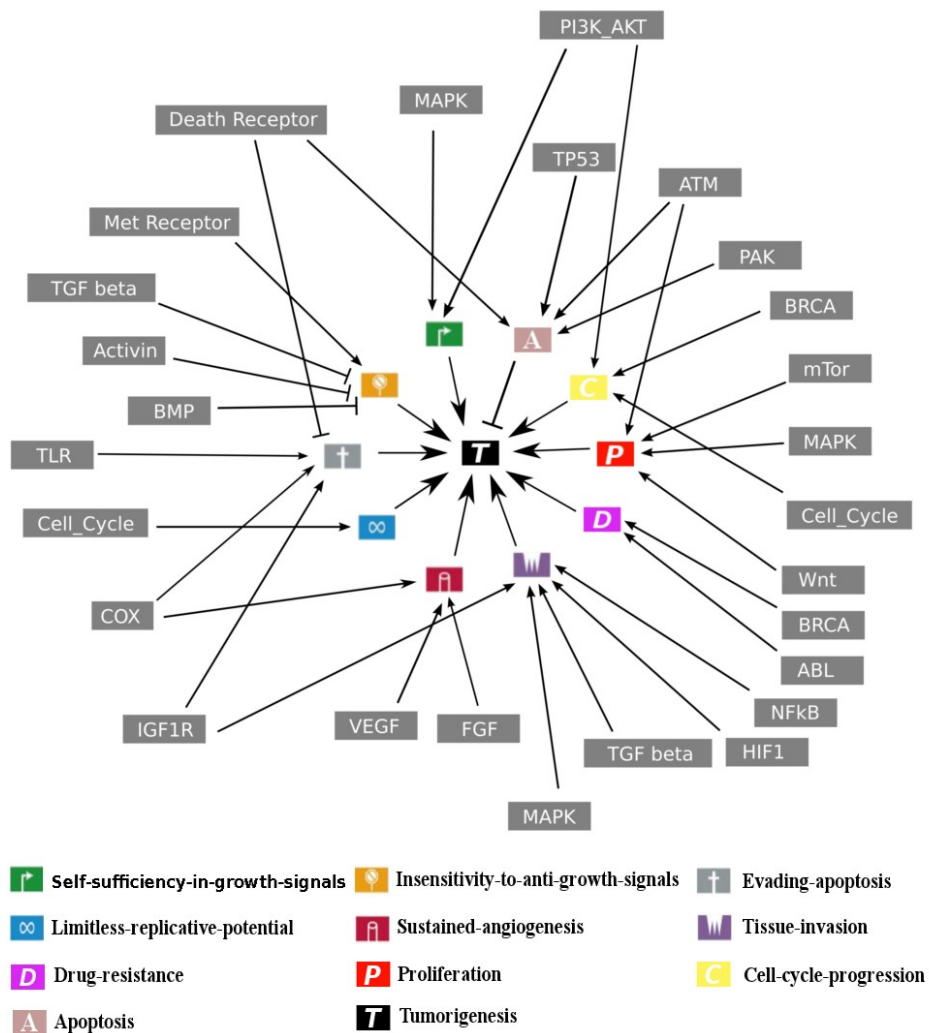 PI3K_AKT
MAPK
Death Receptor
TP53
ATM
Met Receptor
PAK
TGF beta
BRCA
Activin
mTor
A
BMP
C
MAPK
TLR
T
P
Cell_Cycle
∞
D
Cell_Cycle
Wnt
COX
BRCA
ABL
NFkB
IGF1R
VEGF
FGF
TGF beta
HIF1
MAPK
Self-sufficiency-in-growth-signals
Insensitivity-to-anti-growth-signals
Evading-apoptosis
∞ Limitless-replicative-potential
Sustained-angiogenesis
Tissue-invasion
D Drug-resistance
P Proliferation
C Cell-cycle-progression
A Apoptosis
T Tumorigenesis